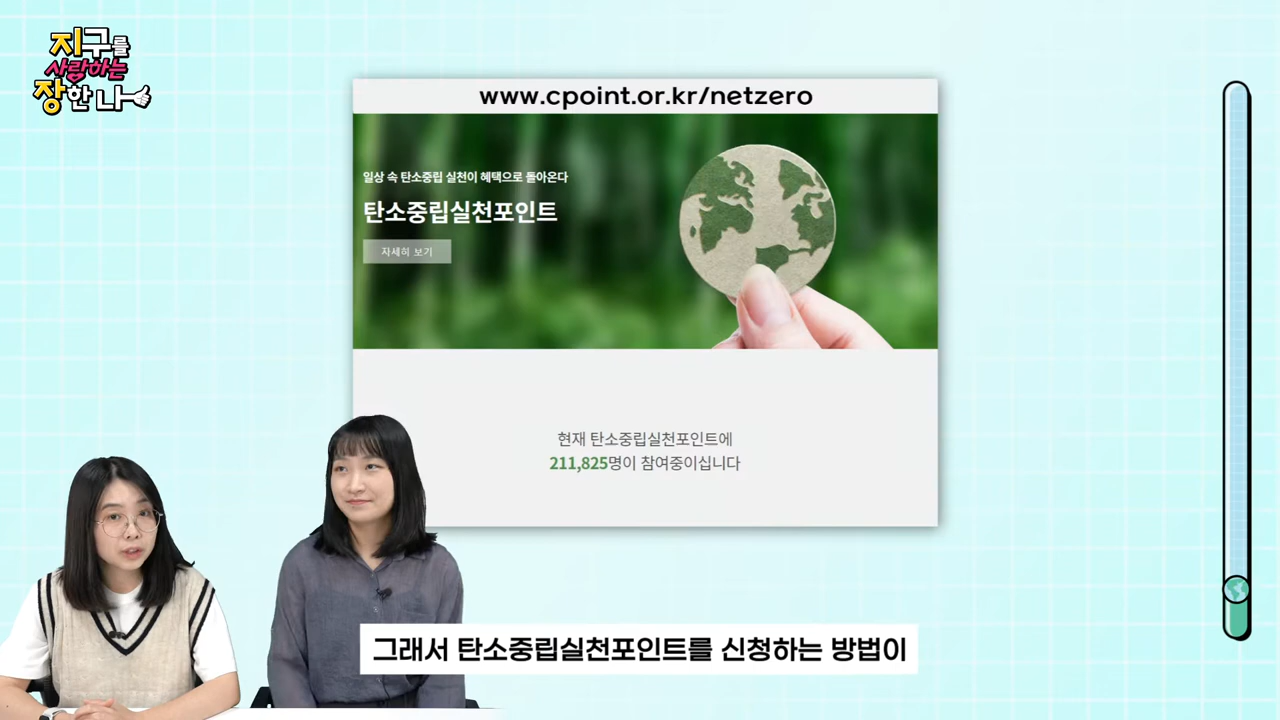 지구를
사랑하는
장한 나
www.cpoint.or.kr/netzero
일상 속 탄소중립 실천이 혜택으로 돌아온다
탄소중립실천포인트
자세히 보기
현재 탄소중립실천포인트에
211,825명이 참여중이십니다
그래서 탄소중립실천포인트를 신청하는 방법이